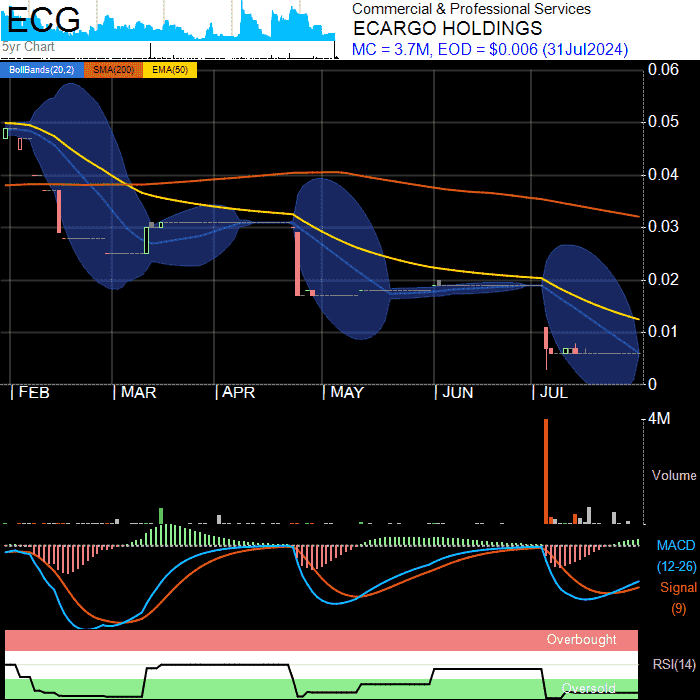 ECG
5yr Chart
Commercial & Professional Services
ECARGO HOLDINGS
MC = 3.7M, EOD = $0.006 (31Jul2024)
BollBands(20,2) SMA(200) EMA(50)
0.06
0.05
0.04
0.03
0.02
0.01
0
FEB MAR APR MAY JUN JUL
4M
Volume
MACD
(12-26)
Signal
(9)
Overbought
RSI(14)
Oversold